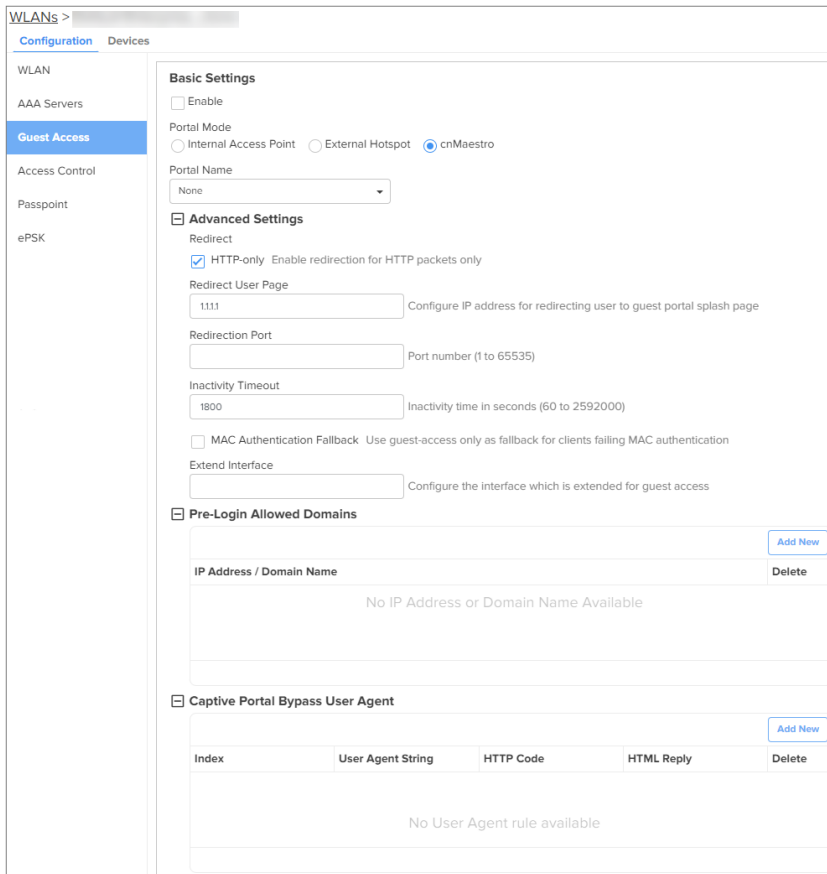 WLANs >
Configuration Devices
WLAN
AAA Servers
Guest Access
Access Control
Passpoint
ePSK
Basic Settings
Enable
Portal Mode
Internal Access Point External Hotspot cnMaestro
Portal Name
None
Advanced Settings
Redirect
HTTP-only Enable redirection for HTTP packets only
Redirect User Page
1.1.1.1 Configure IP address for redirecting user to guest portal splash page
Redirection Port
Port number (1 to 65535)
Inactivity Timeout
1800 Inactivity time in seconds (60 to 2592000)
MAC Authentication Fallback Use guest-access only as fallback for clients failing MAC authentication
Extend Interface
Configure the interface which is extended for guest access
Pre-Login Allowed Domains
Add New
IP Address / Domain Name Delete
No IP Address or Domain Name Available
Captive Portal Bypass User Agent
Add New
Index User Agent String HTTP Code HTML Reply Delete
No User Agent rule available